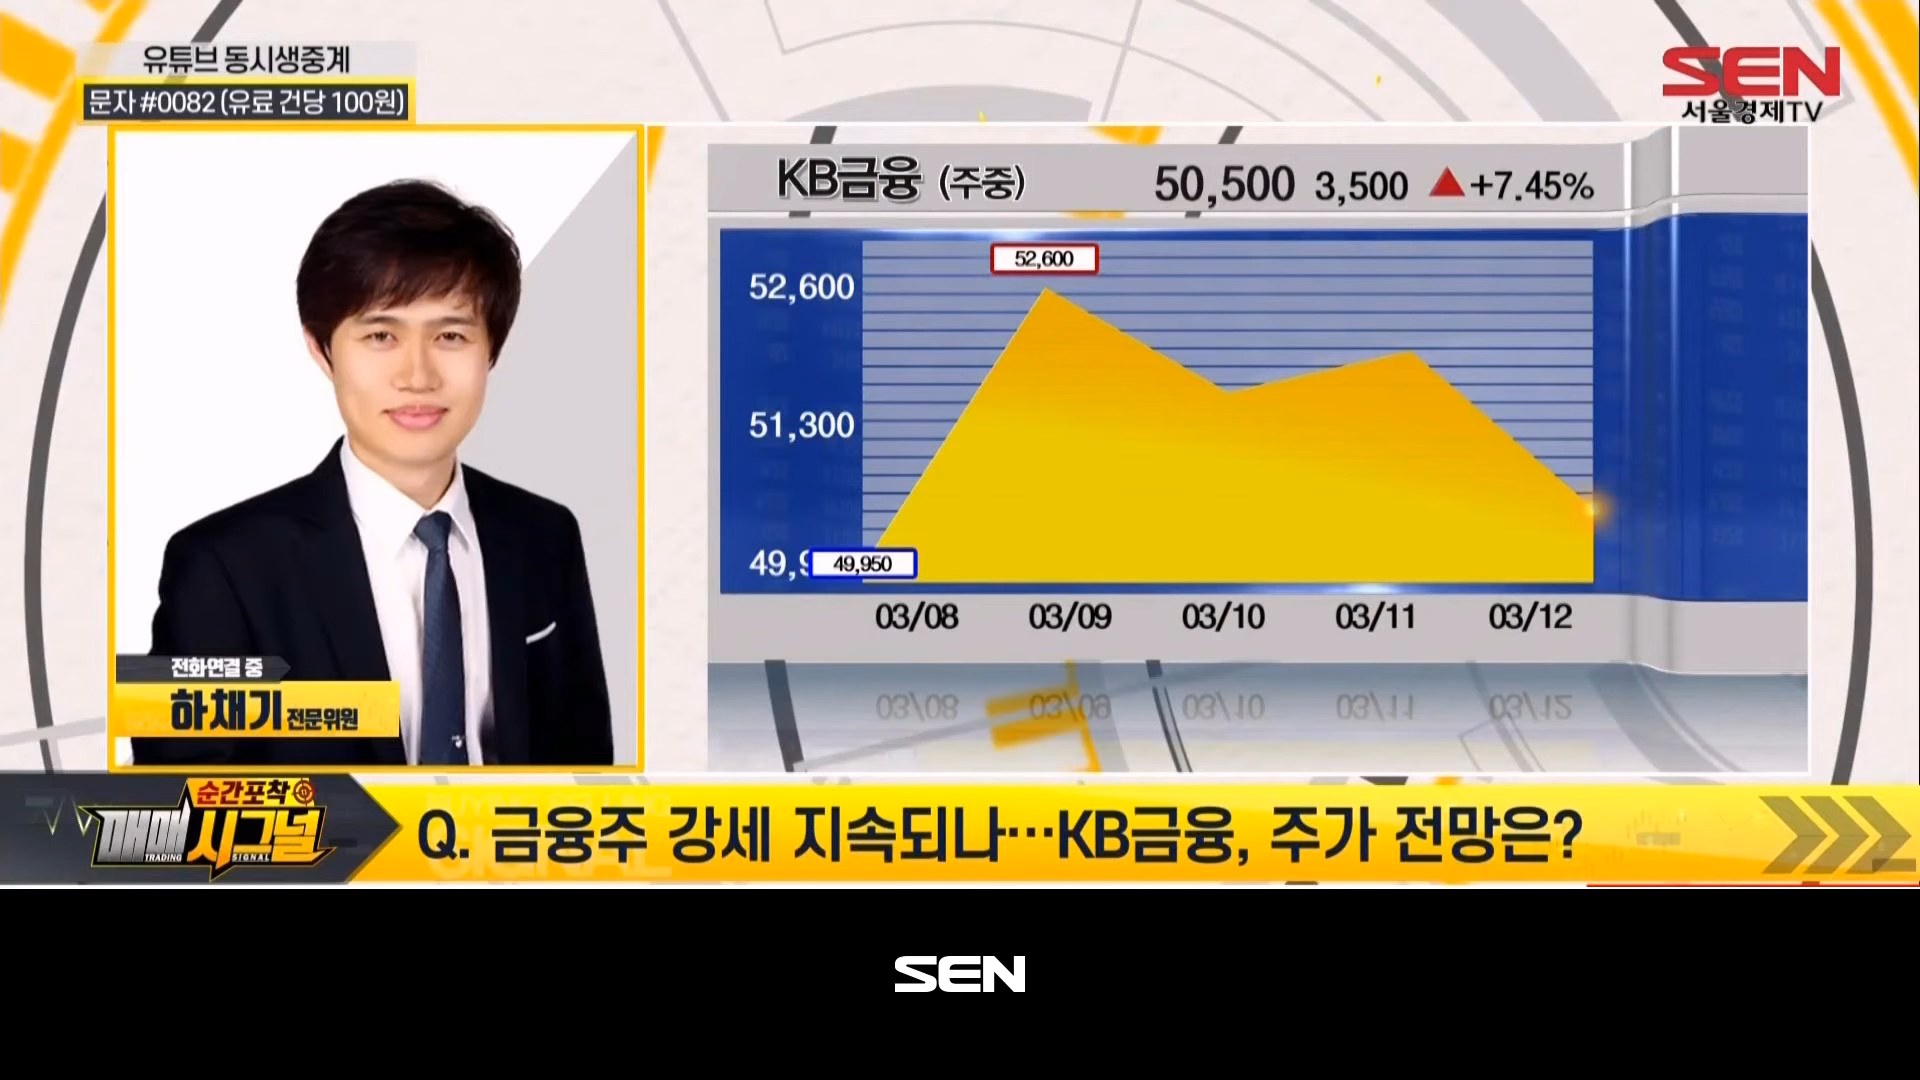 유튜브 동시생중계
문자 #0082 (유료 건당 100원)
SEN
서울경제TV
KB금융 (주중) 50,500 3,500 ▲+7.45%
52,600
52,600
51,300
49,950
03/08 03/09 03/10 03/11 03/12
전화연결 중
하채기 전문위원
순간포착
매매 시그널
TRADING SIGNAL
Q. 금융주 강세 지속되나…KB금융, 주가 전망은?
SEN